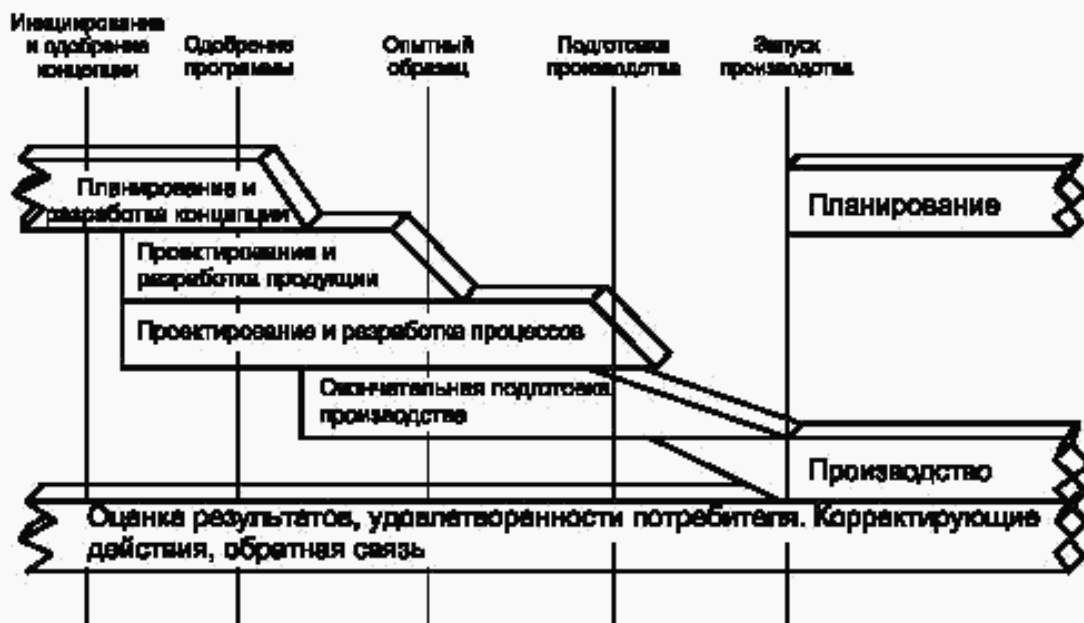 Инициирование
и одобрение
концепции
Одобрение
программы
Опытный
образец
Подготовка
производства
Запуск
производства
Планирование и
разработка концепции
Планирование
Проектирование и
разработка продукции
Проектирование и разработка процессов
Окончательная подготовка
производства
Производство
Оценка результатов, удовлетворенности потребителя. Корректирующие
действия, обратная связь